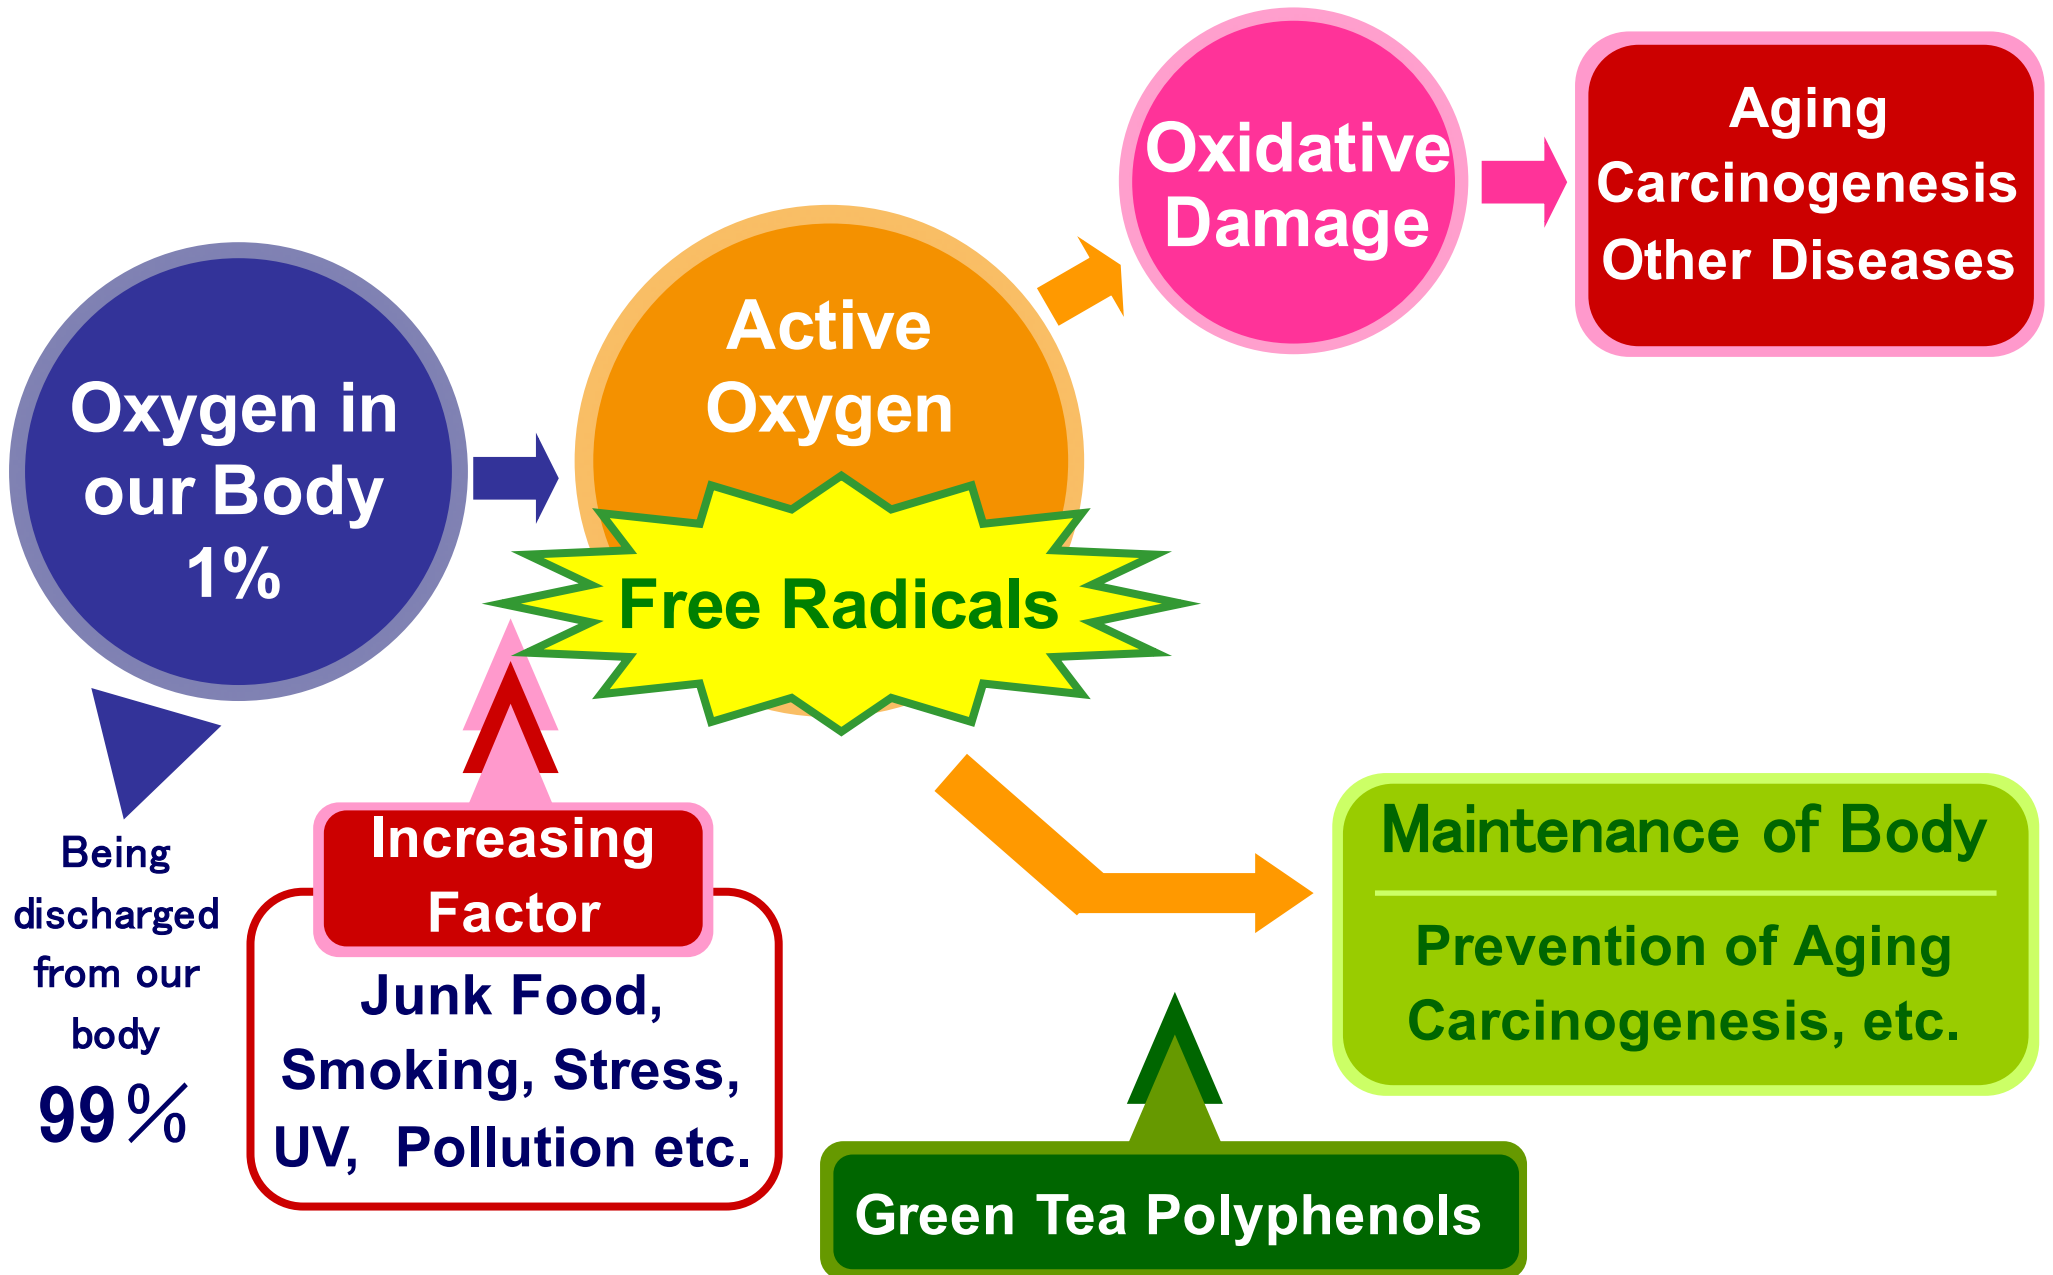 Oxygen in
our Body
1%
Being
discharged
from our
body
99%
Active
Oxygen
Free Radicals
Increasing
Factor
Junk Food,
Smoking, Stress,
UV, Pollution etc.
Oxidative
Damage
Aging
Carcinogenesis
Other Diseases
Maintenance of Body
Prevention of Aging
Carcinogenesis, etc.
Green Tea Polyphenols